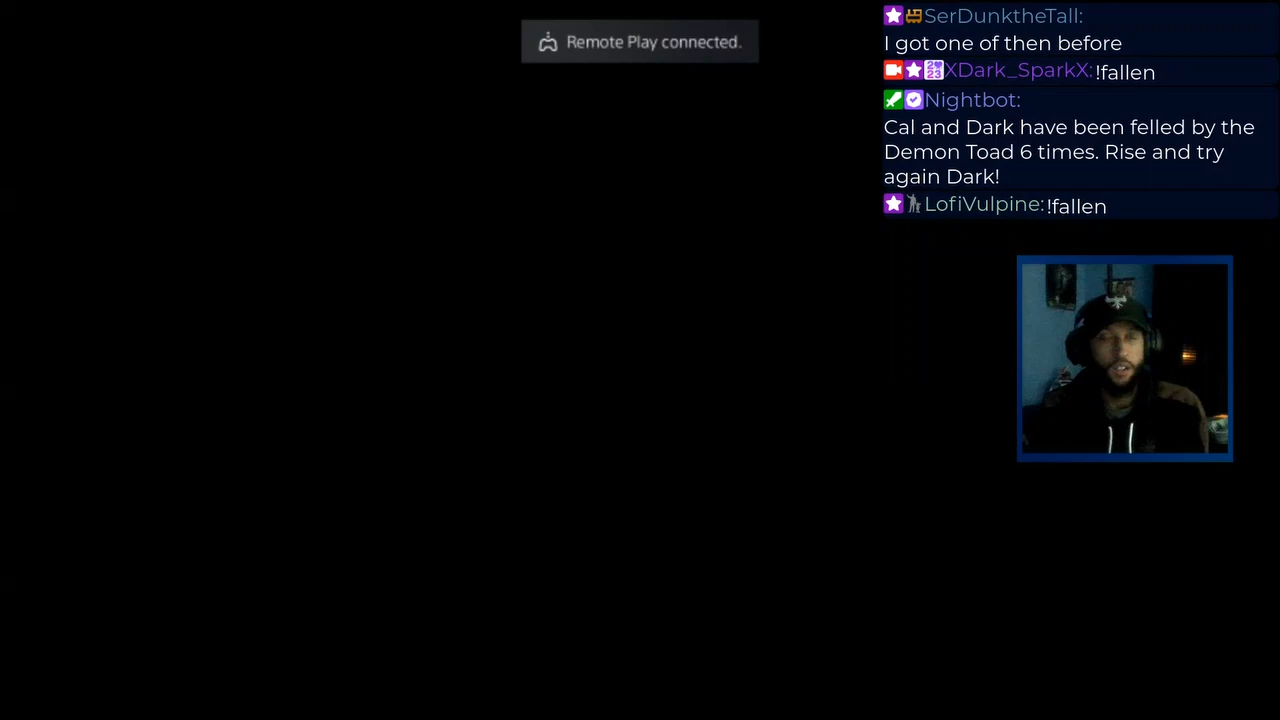 Remote Play connected.
SerDunktheTall:
I got one of then before
XDark_SparkX: !fallen
Nightbot:
Cal and Dark have been felled by the
Demon Toad 6 times. Rise and try
again Dark!
LofiVulpine: !fallen